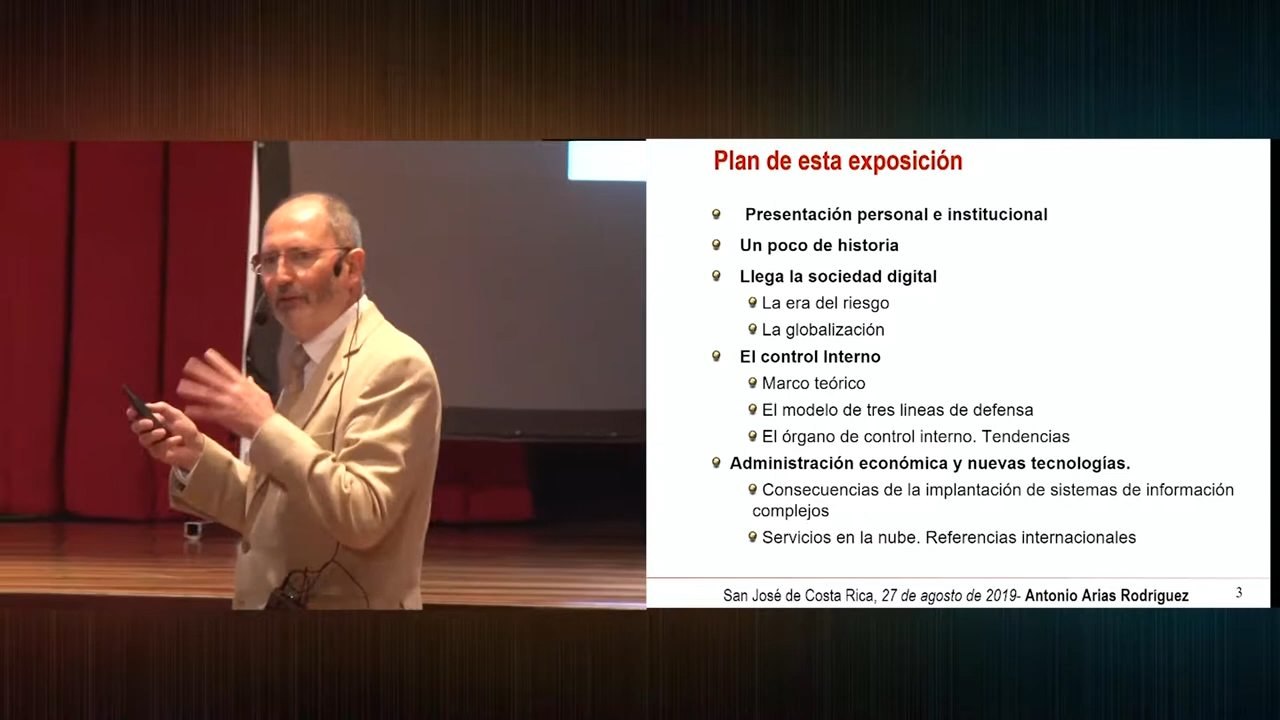 Plan de esta exposición
Presentación personal e institucional
Un poco de historia
Llega la sociedad digital
La era del riesgo
La globalización
El control Interno
Marco teórico
El modelo de tres lineas de defensa
El órgano de control interno. Tendencias
Administración económica y nuevas tecnologías.
Consecuencias de la implantación de sistemas de información
complejos
Servicios en la nube. Referencias internacionales
San José de Costa Rica, 27 de agosto de 2019- Antonio Arias Rodríguez 3